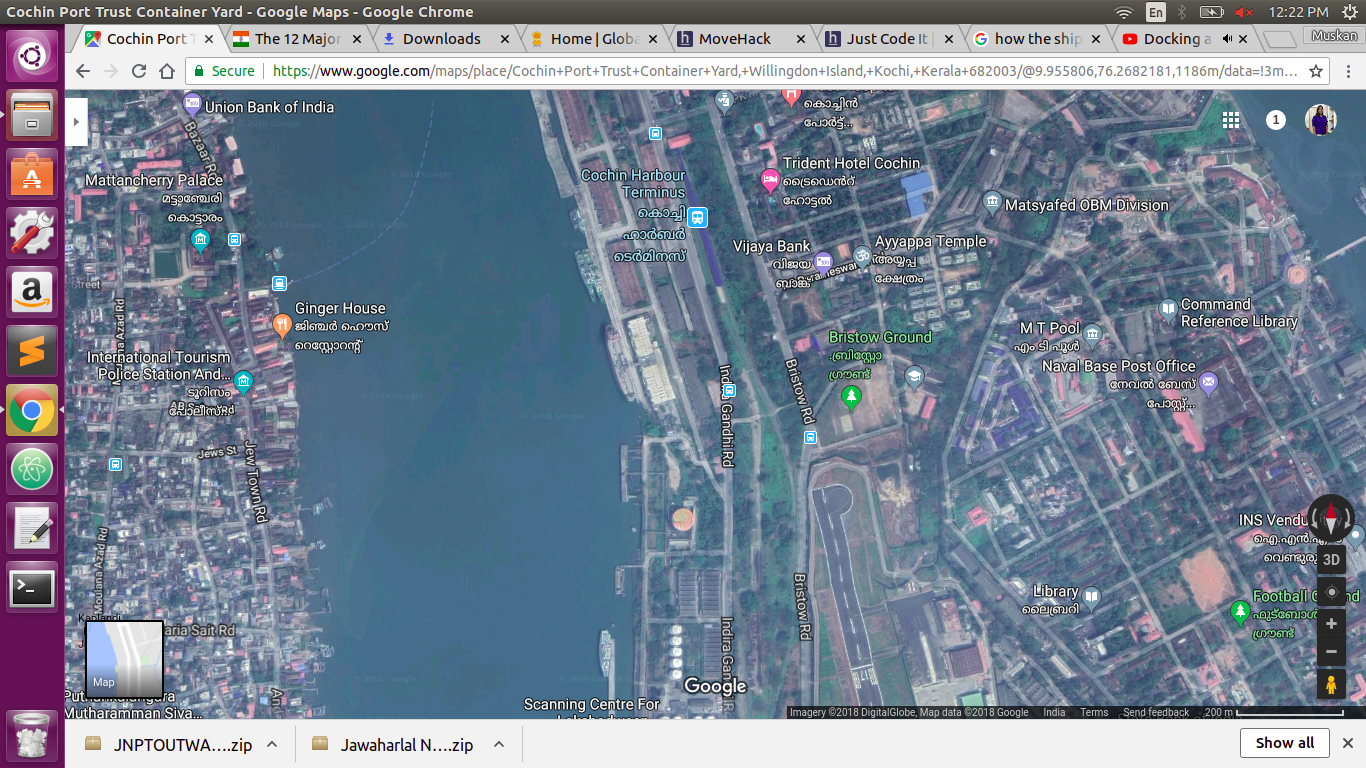 Cochin Port Trust Container Yard - Google Maps - Google Chrome
En
12:22 PM
Cochin Port T
The 12 Major
Downloads
Home | Globa
MoveHack
Just Code It |
how the ship
Docking a
Muskan
Secure
https://www.google.com/maps/place/Cochin+Port+Trust+Container+Yard,+Willingdon+Island,+Kochi,+Kerala+682003/@9.955806,76.2682181,1186m/data=!3m...
Union Bank of India
Bazaar Rd
കൊച്ചിൻ
പോർട്ട്...
1
Mattancherry Palace
മട്ടാഞ്ചേരി
കൊട്ടാരം
Cochin Harbour
Terminus
കൊച്ചി
ഹാർബർ
ടെർമിനസ്
Trident Hotel Cochin
ട്രൈഡെൻറ്
ഹോട്ടൽ
Matsyafed OBM Division
Vijaya Bank
വിജയ
ബാങ്ക്
Ayyappa Temple
അയ്യപ്പ
ക്ഷേത്രം
Street
Ginger House
ജിഞ്ചർ ഹൌസ്
റെസ്റ്റോറന്റ്
Command
Reference Library
M T Pool
എം ടി പൂൾ
Bristow Ground
.ബ്രിസ്റ്റോ
ഗ്രൗണ്ട്
Naval Base Post Office
നേവൽ ബേസ്
പോസ്റ്റ്...
International Tourism
Police Station And...
ടൂറിസം
പോലീസ്
Indira Gandhi Rd
Bristow Rd
Jews St
Jew Town Rd
Moulana Azad Rd
INS Vendu
വെണ്ടുരു
3D
Bristow Rd
Library
ലൈബ്രറി
Football G
nd
ഫുട്ബോൾ
ഗ്രൗണ്ട്
aria Sait Rd
Map
Mutharamman Siva...
Scanning Centre For
Google
Imagery ©2018 DigitalGlobe, Map data ©2018 Google
India
Terms
Send feedback
200 m
JNPTOUTWA....zip
Jawaharlal N....zip
Show all